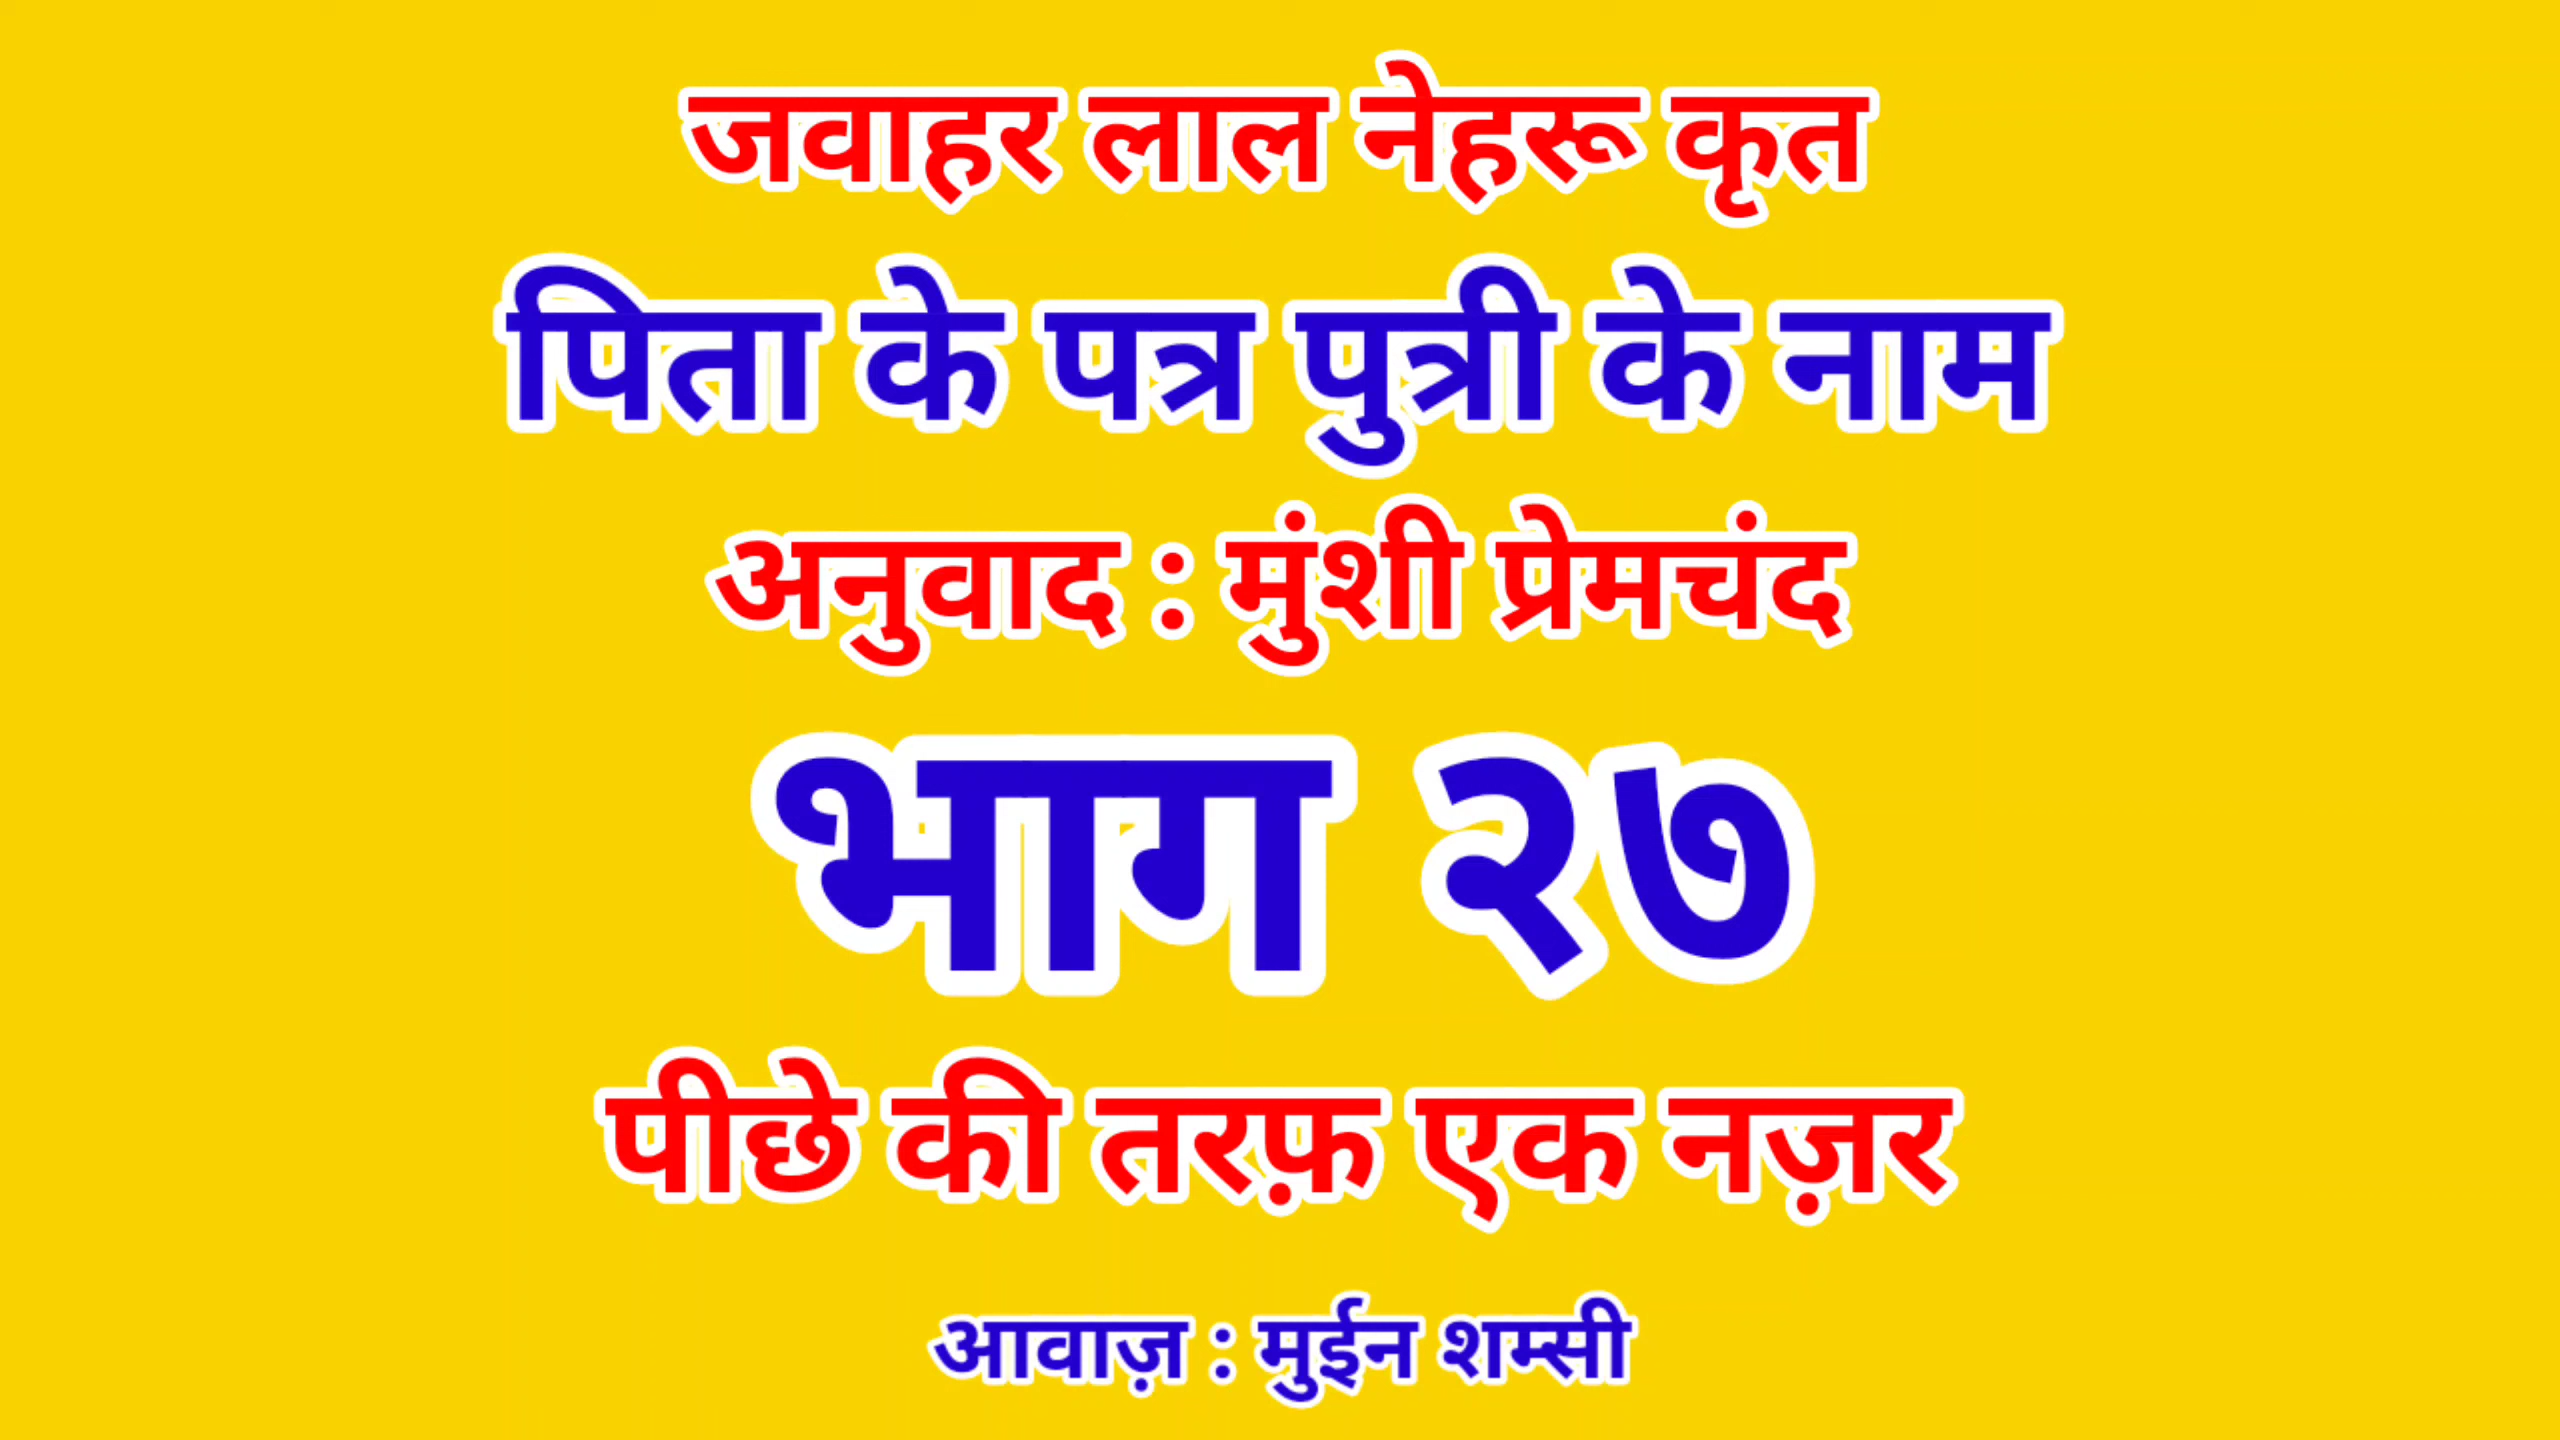 जवाहर लाल नेहरू कृत
पिता के पत्र पुत्री के नाम
अनुवाद : मुंशी प्रेमचंद
भाग २७
पीछे की तरफ़ एक नज़र
आवाज़ : मुईन शम्सी